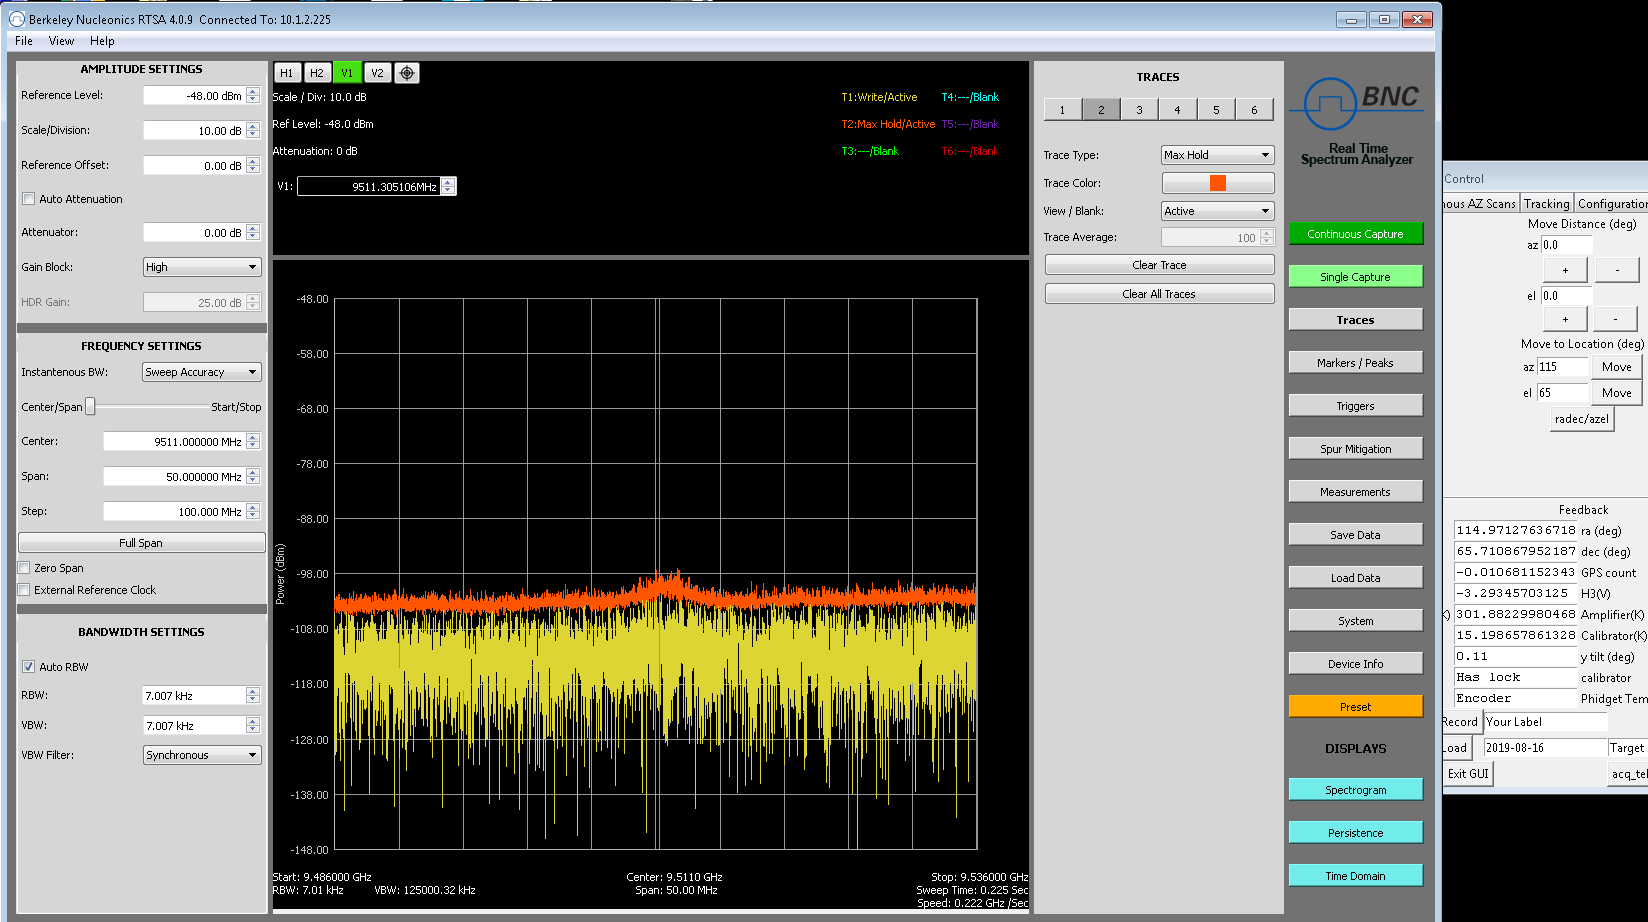 Berkeley Nucleonics RTSA 4.0.9 Connected To: 10.1.2.225
File View Help
AMPLITUDE SETTINGS
Reference Level: -48.00 dBm
Scale/Division: 10.00 dB
Reference Offset: 0.00 dB
Auto Attenuation
Attenuator: 0.00 dB
Gain Block: High
HDR Gain: 25.00 dB
FREQUENCY SETTINGS
Instantenous BW: Sweep Accuracy
Center/Span Start/Stop
Center: 9511.000000 MHz
Span: 50.000000 MHz
Step: 100.000 MHz
Full Span
Zero Span
External Reference Clock
BANDWIDTH SETTINGS
Auto RBW
RBW: 7.007 kHz
VBW: 7.007 kHz
VBW Filter: Synchronous
H1 H2 V1 V2
Scale / Div: 10.0 dB
Ref Level: -48.0 dBm
Attenuation: 0 dB
T1:Write/Active T4:---/Blank
T2:Max Hold/Active T5:---/Blank
T3:---/Blank T6:---/Blank
V1: 9511.305106MHz
-48.00
-58.00
-68.00
-78.00
-88.00
-98.00
-108.00
-118.00
-128.00
-138.00
-148.00
Power (dBm)
Start: 9.486000 GHz Center: 9.5110 GHz Stop: 9.536000 GHz
RBW: 7.01 kHz VBW: 125000.32 kHz Span: 50.00 MHz Sweep Time: 0.225 Sec
Speed: 0.222 GHz /Sec
TRACES
1 2 3 4 5 6
Trace Type: Max Hold
Trace Color:
View / Blank: Active
Trace Average: 100
Clear Trace
Clear All Traces
BNC
Real Time
Spectrum Analyzer
Continuous Capture
Single Capture
Traces
Markers / Peaks
Triggers
Spur Mitigation
Measurements
Save Data
Load Data
System
Device Info
Preset
DISPLAYS
Spectrogram
Persistence
Time Domain
Control
nous AZ Scans Tracking Configuration
Move Distance (deg)
az 0.0
+ -
el 0.0
+ -
Move to Location (deg)
az 115 Move
el 65 Move
radec/azel
Feedback
114.97127636718 ra (deg)
65.710867952187 dec (deg)
-0.010681152343 GPS count
-3.29345703125 H3(V)
K) 301.88229980468 Amplifier(K)
15.198657861328 Calibrator(K)
0.11 y tilt (deg)
Has lock calibrator
Encoder Phidget Tem
Record Your Label
Load 2019-08-16 Target
Exit GUI acq_tel